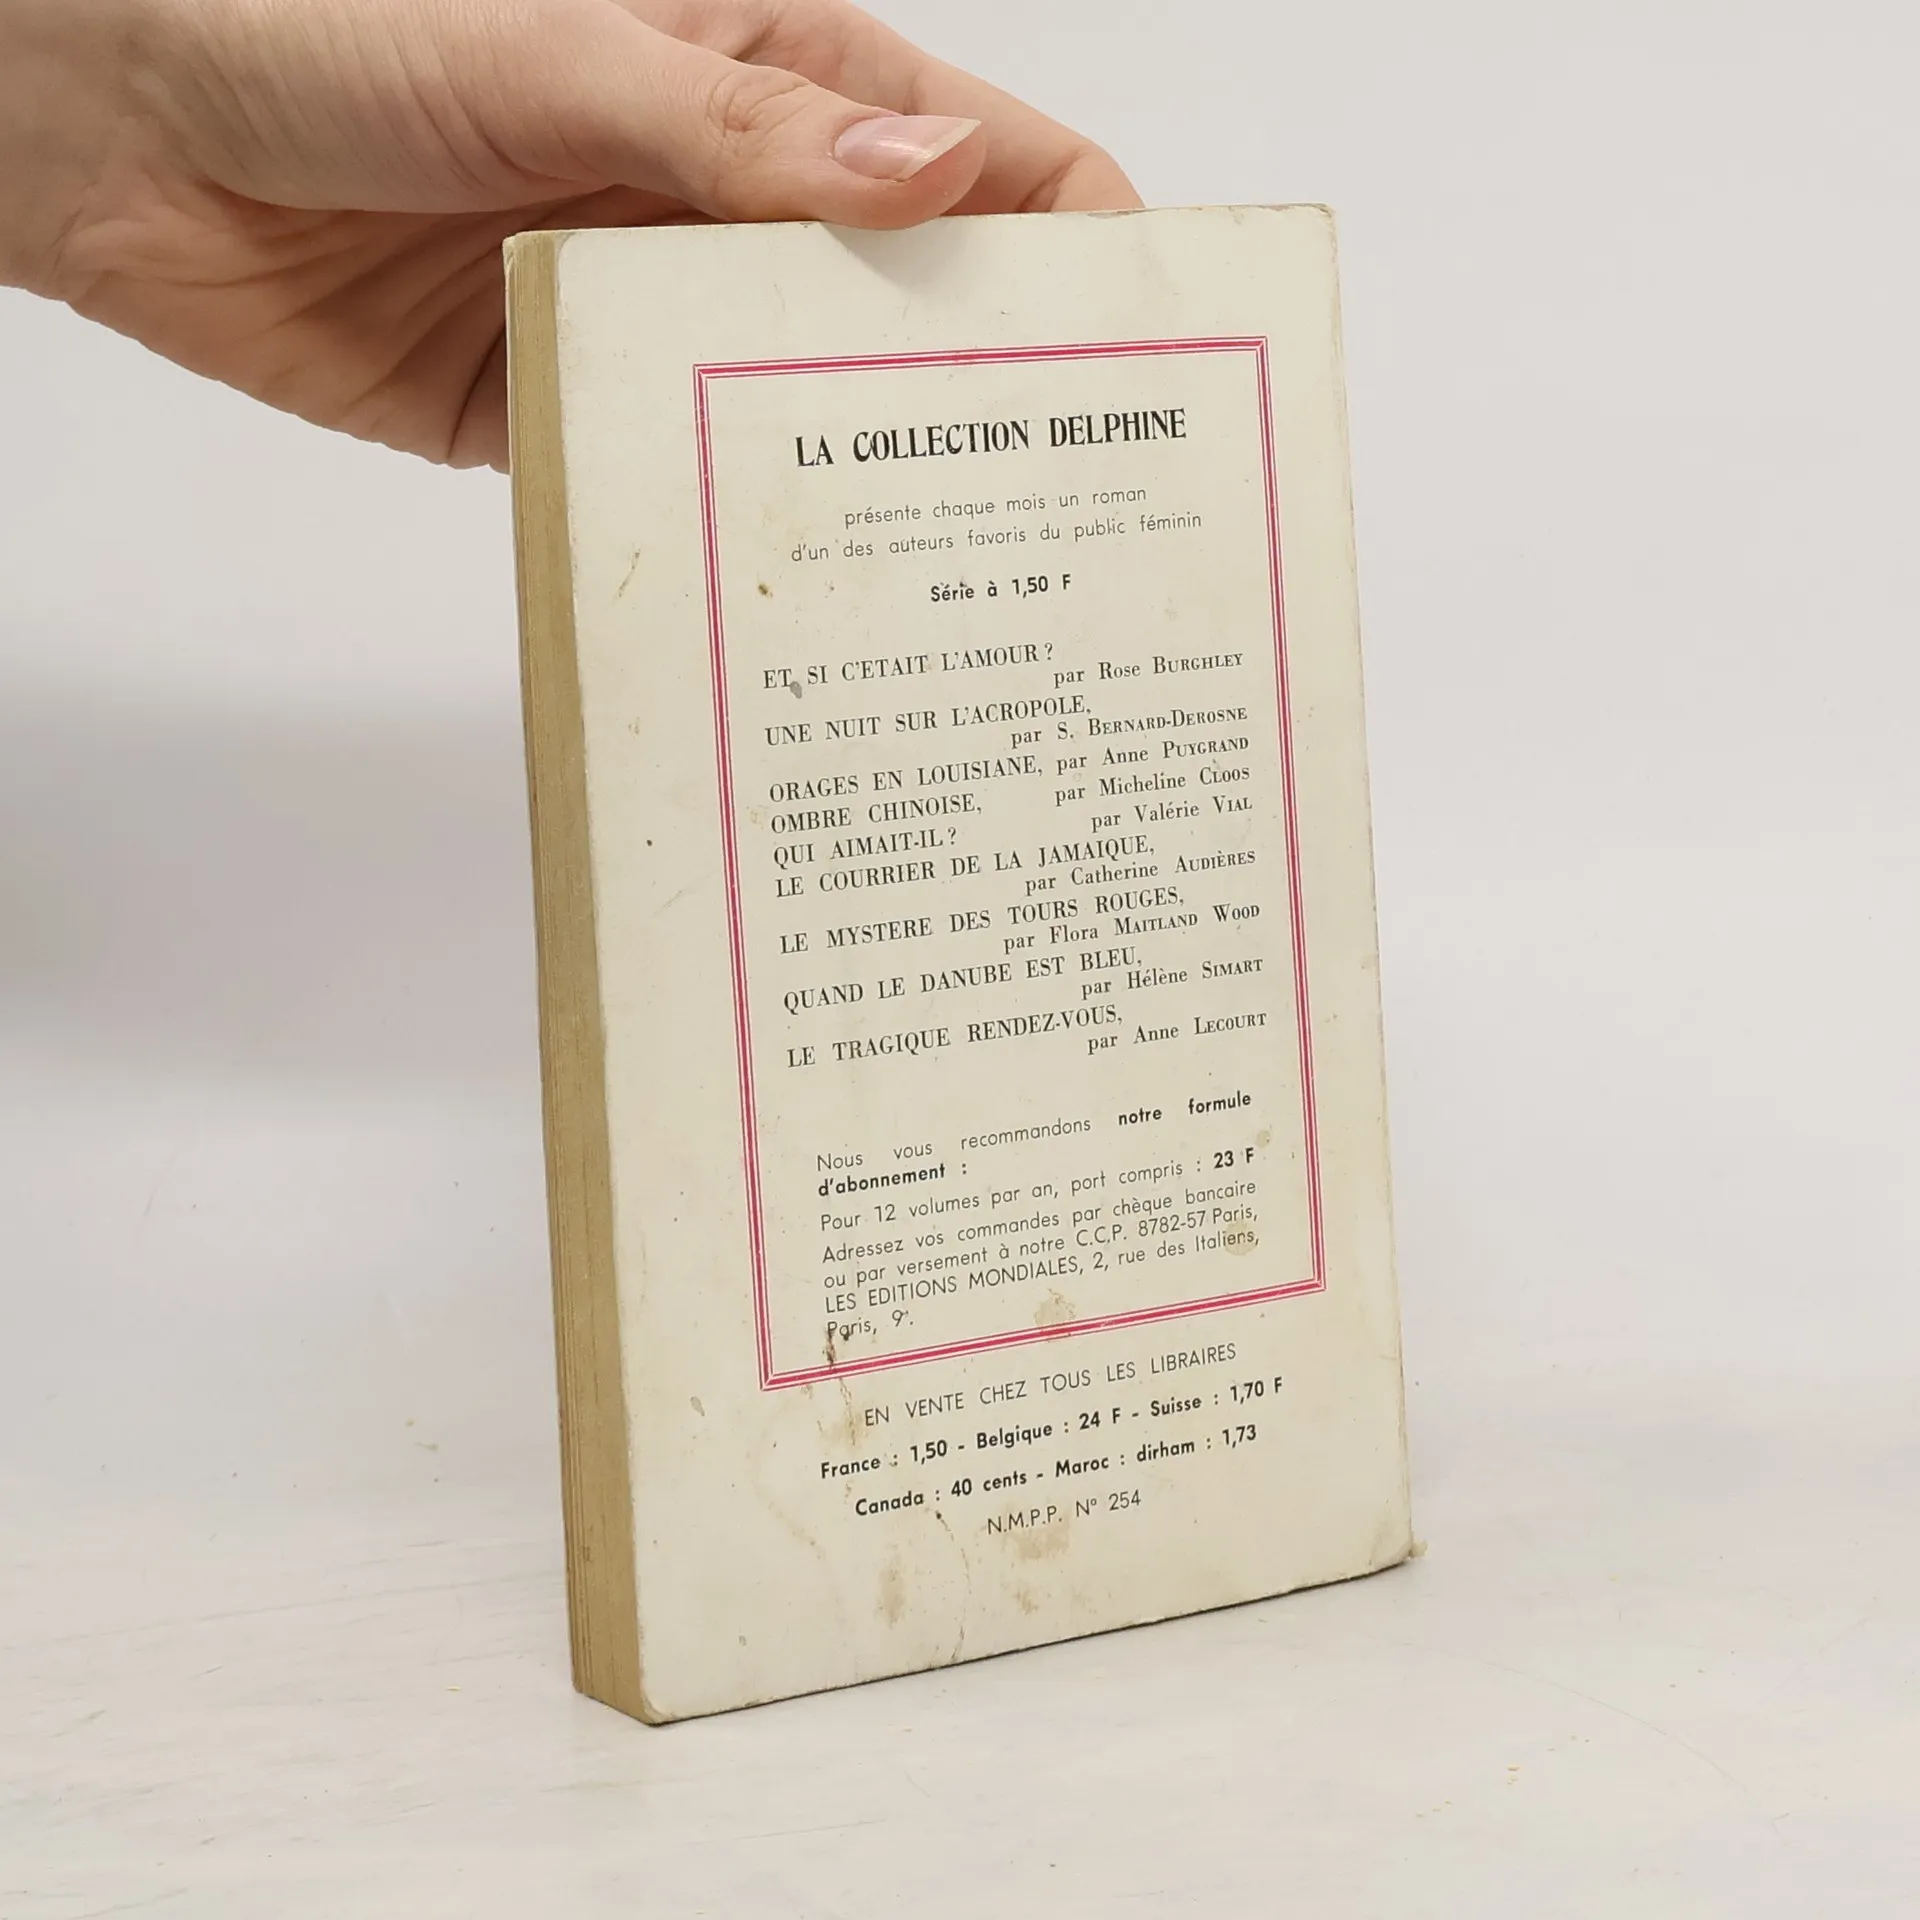 LA COLLECTION DELPHINE
présente chaque mois un roman
d'un des auteurs favoris du public féminin
Série à 1,50 F
ET SI C'ETAIT L'AMOUR ?
par Rose BURGHLEY
UNE NUIT SUR L'ACROPOLE,
par S. BERNARD-DEROSNE
ORAGES EN LOUISIANE, par Anne PUYGRAND
OMBRE CHINOISE, par Micheline CLOOS
QUI AIMAIT-IL ? par Valérie VIAL
LE COURRIER DE LA JAMAIQUE,
par Catherine AUDIÈRES
LE MYSTERE DES TOURS ROUGES,
par Flora MAITLAND WOOD
QUAND LE DANUBE EST BLEU,
par Hélène SIMART
LE TRAGIQUE RENDEZ-VOUS,
par Anne LECOURT
Nous vous recommandons notre formule
d'abonnement :
Pour 12 volumes par an, port compris : 23 F
Adressez vos commandes par chèque bancaire
ou par versement à notre C.C.P. 8782-57 Paris,
LES EDITIONS MONDIALES, 2, rue des Italiens,
Paris, 9e.
EN VENTE CHEZ TOUS LES LIBRAIRES
France : 1,50 - Belgique : 24 F - Suisse : 1,70 F
Canada : 40 cents - Maroc : dirham : 1,73
N.M.P.P. N° 254